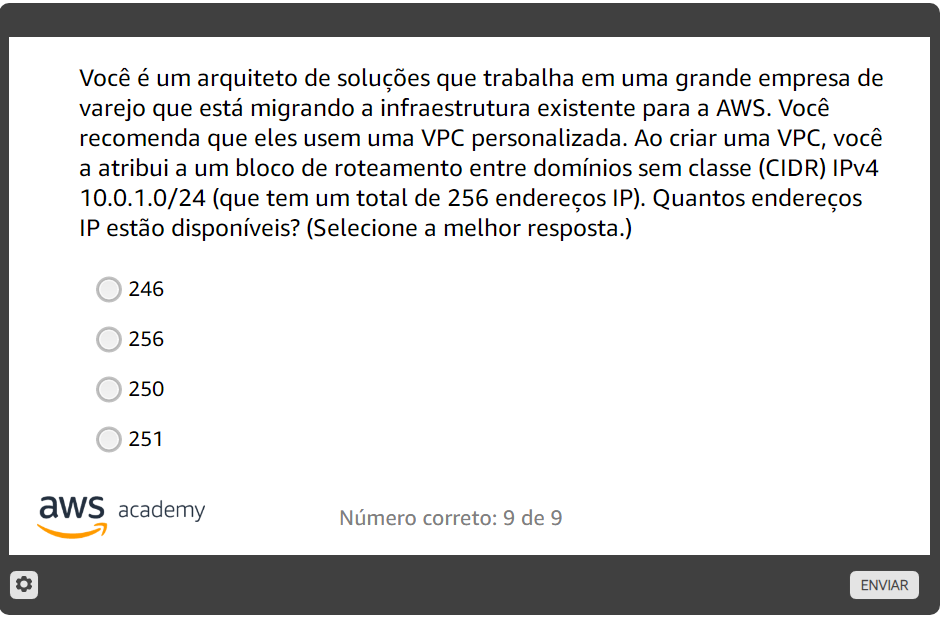 Você é um arquiteto de soluções que trabalha em uma grande empresa de
varejo que está migrando a infraestrutura existente para a AWS. Você
recomenda que eles usem uma VPC personalizada. Ao criar uma VPC, você
a atribui a um bloco de roteamento entre domínios sem classe (CIDR) IPv4
10.0.1.0/24 (que tem um total de 256 endereços IP). Quantos endereços
IP estão disponíveis? (Selecione a melhor resposta.)
246
256
250
251
aws academy
Número correto: 9 de 9
ENVIAR